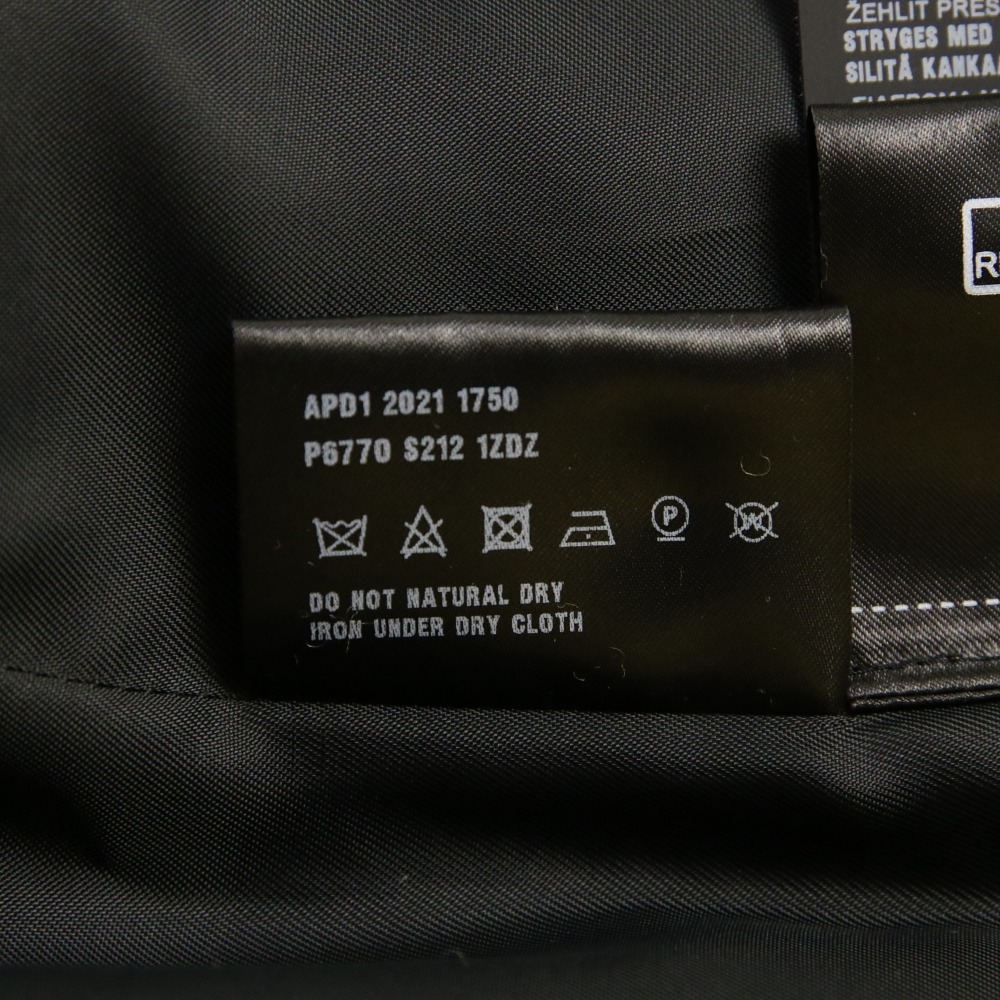 ŽEHLIT PRES
STRYGES MED
SILITÄ KANKA
APD1 2021 1750
P6770 S212 1ZDZ
P
W
DO NOT NATURAL DRY
IRON UNDER DRY CLOTH